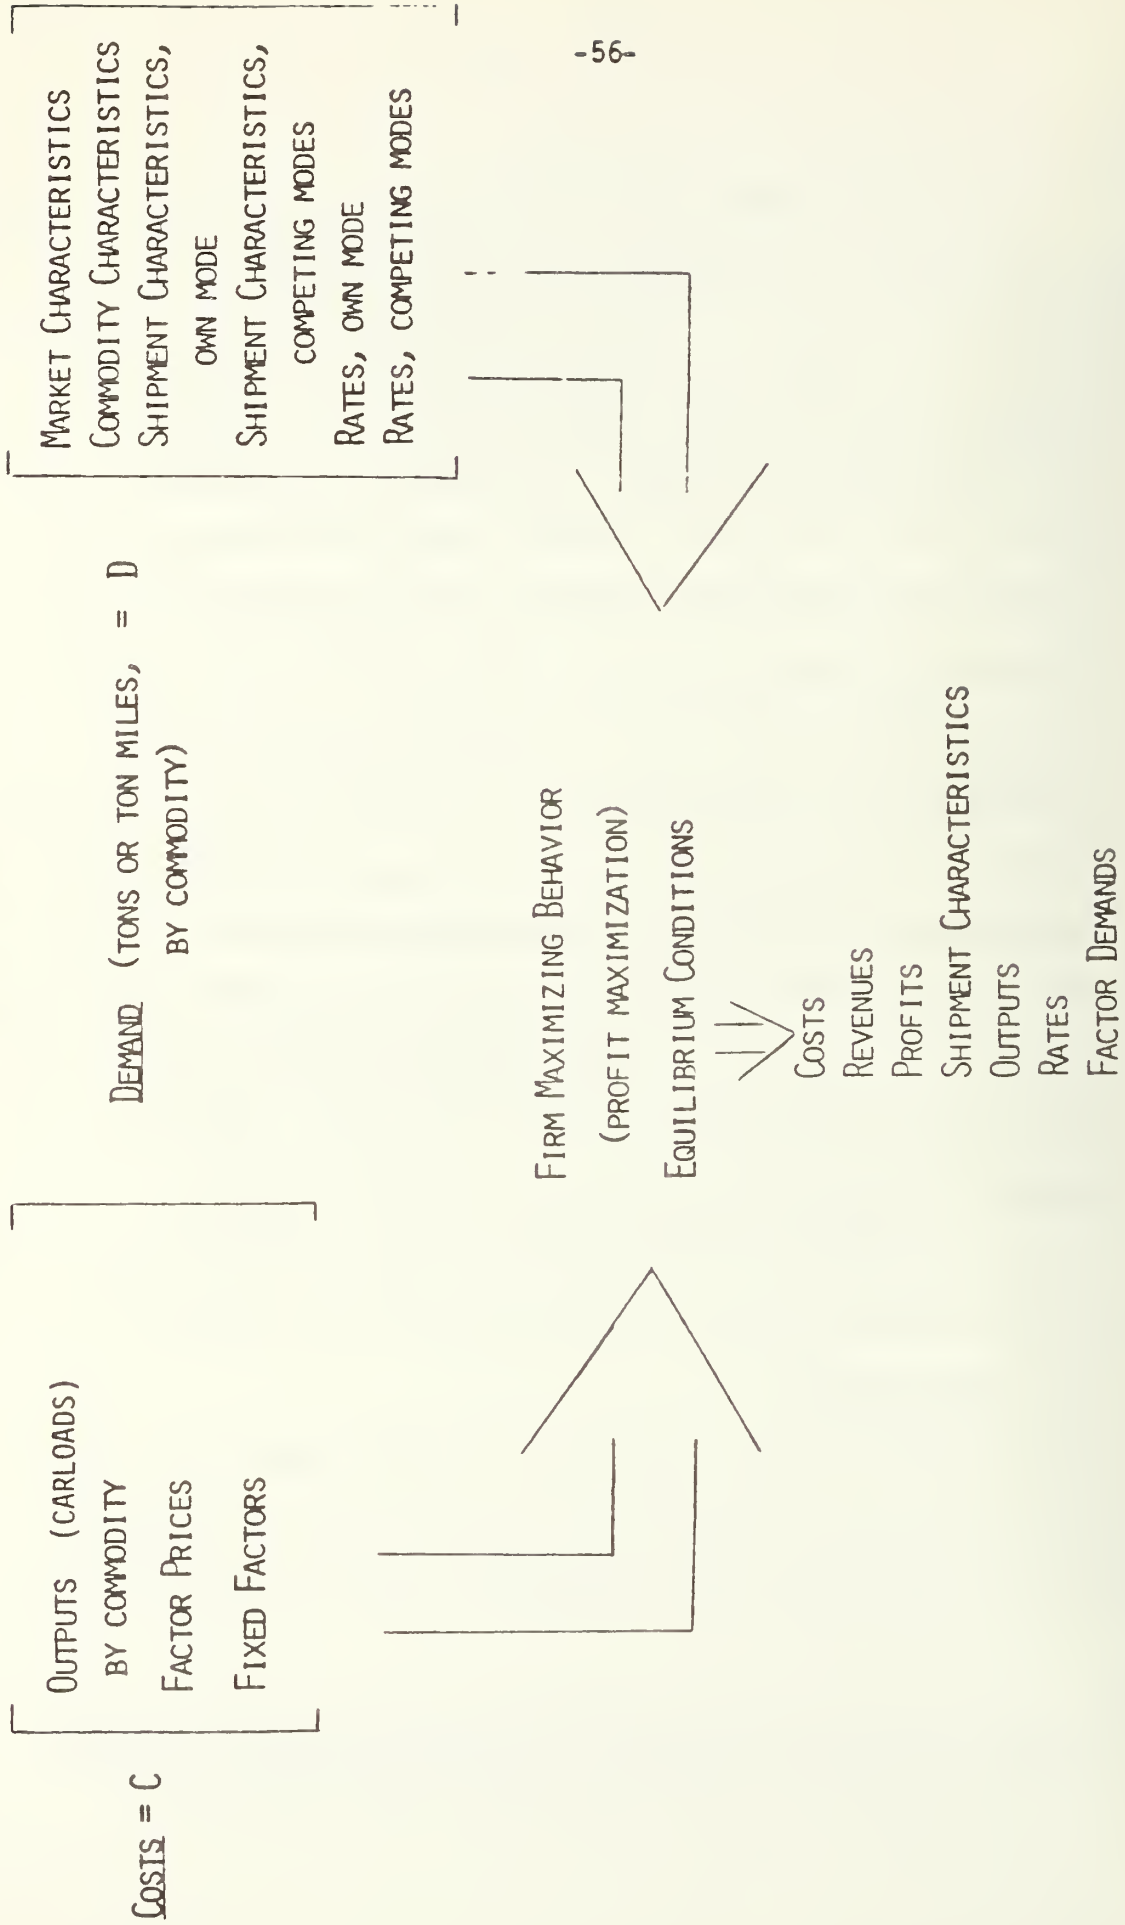 -56-
COSTS = C
OUTPUTS (CARLOADS)
BY COMMODITY
FACTOR PRICES
FIXED FACTORS
DEMAND (TONS OR TON MILES, = D
BY COMMODITY)
MARKET CHARACTERISTICS
COMMODITY CHARACTERISTICS
SHIPMENT CHARACTERISTICS,
OWN MODE
SHIPMENT CHARACTERISTICS,
COMPETING MODES
RATES, OWN MODE
RATES, COMPETING MODES
FIRM MAXIMIZING BEHAVIOR
(PROFIT MAXIMIZATION)
EQUILIBRIUM CONDITIONS
COSTS
REVENUES
PROFITS
SHIPMENT CHARACTERISTICS
OUTPUTS
RATES
FACTOR DEMANDS